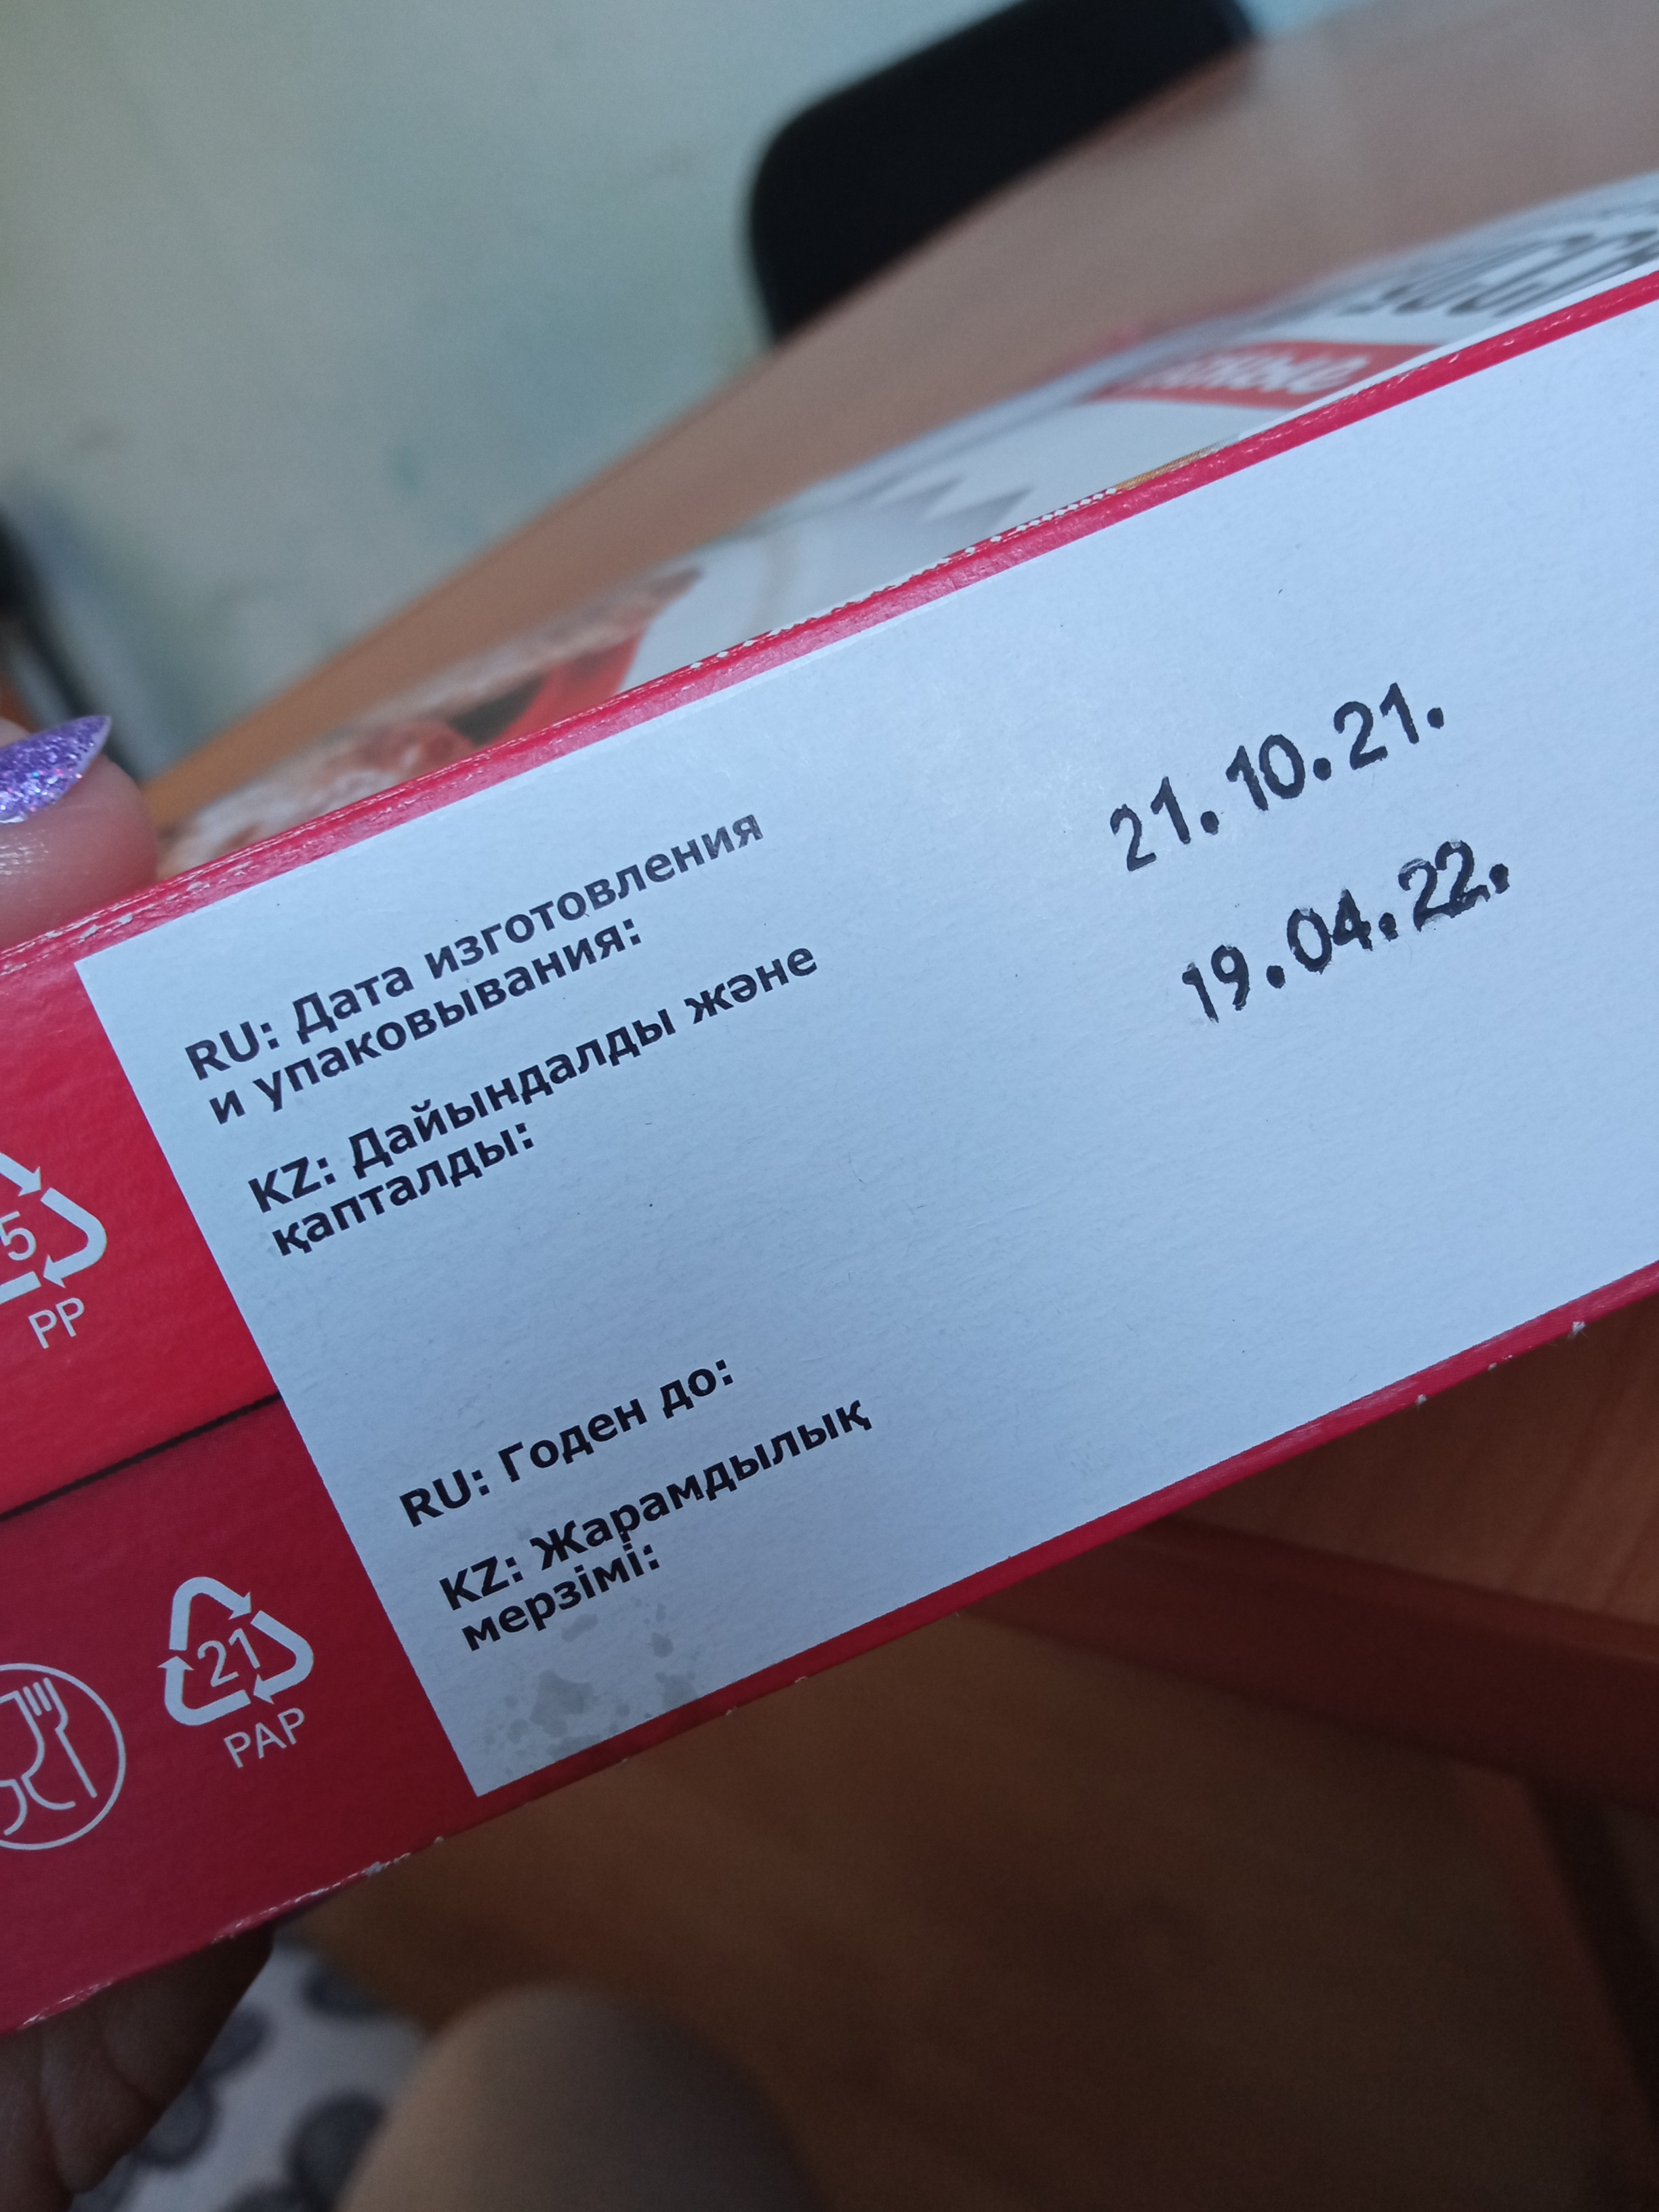 RU: Дата изготовления
и упаковывания:
KZ: Дайындалды және
қапталды:
21.10.21.
19.04.22.
RU: Годен до:
KZ: Жарамдылық
мерзімі:
5
PP
21
PAP